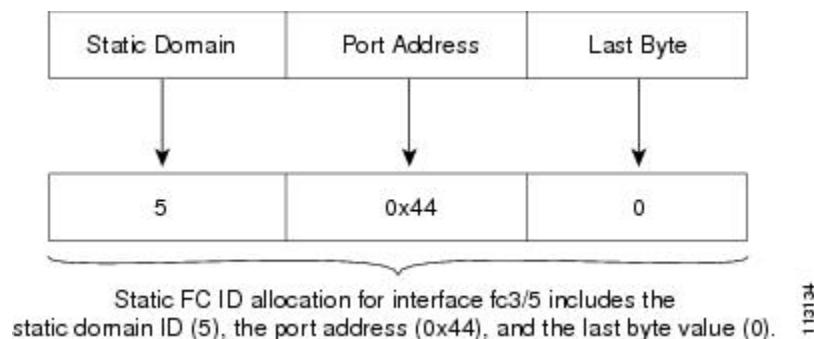 Static Domain
Port Address
Last Byte
5
0x44
0
Static FC ID allocation for interface fc3/5 includes the
static domain ID (5), the port address (0x44), and the last byte value (0).
113134